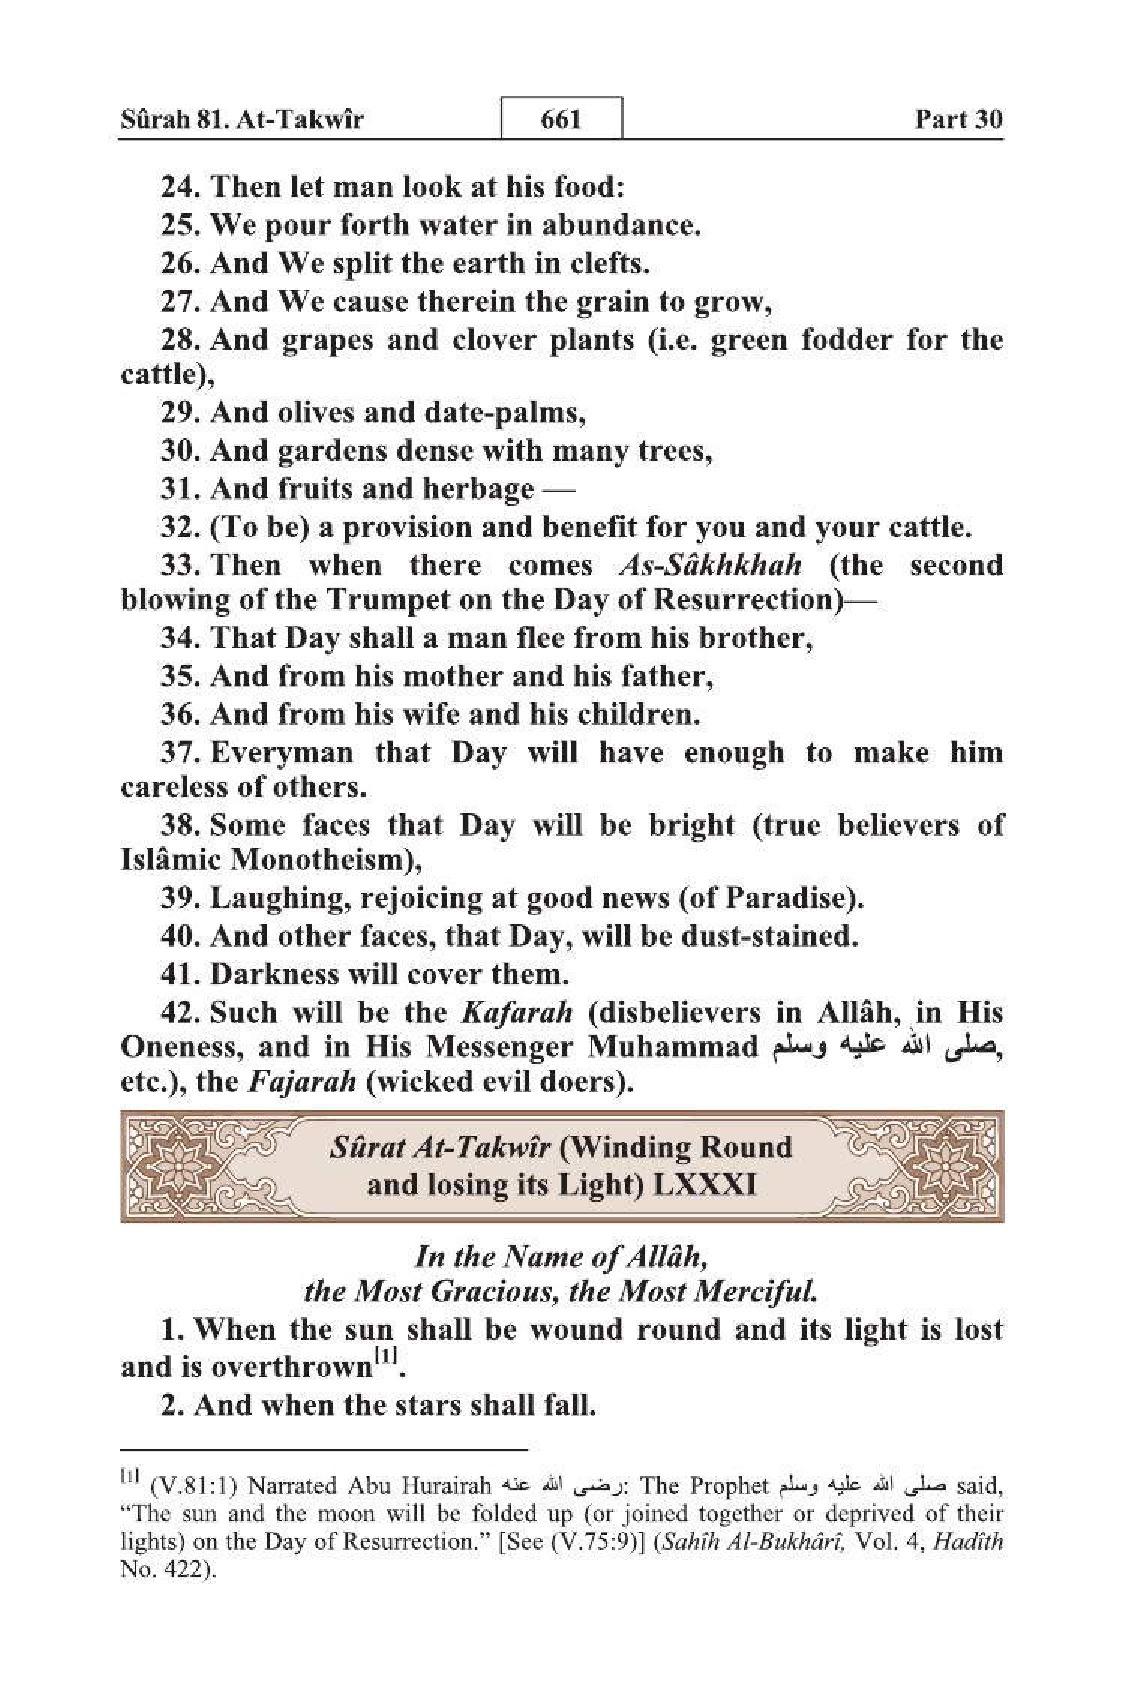 Sûrah 81. At-Takwîr 661 Part 30
24. Then let man look at his food:
25. We pour forth water in abundance.
26. And We split the earth in clefts.
27. And We cause therein the grain to grow,
28. And grapes and clover plants (i.e. green fodder for the
cattle),
29. And olives and date-palms,
30. And gardens dense with many trees,
31. And fruits and herbage —
32. (To be) a provision and benefit for you and your cattle.
33. Then when there comes As-Sâkhkhah (the second
blowing of the Trumpet on the Day of Resurrection)—
34. That Day shall a man flee from his brother,
35. And from his mother and his father,
36. And from his wife and his children.
37. Everyman that Day will have enough to make him
careless of others.
38. Some faces that Day will be bright (true believers of
Islâmic Monotheism),
39. Laughing, rejoicing at good news (of Paradise).
40. And other faces, that Day, will be dust-stained.
41. Darkness will cover them.
42. Such will be the Kafarah (disbelievers in Allâh, in His
Oneness, and in His Messenger Muhammad صلى الله عليه وسلم,
etc.), the Fajarah (wicked evil doers).
Sûrat At-Takwîr (Winding Round
and losing its Light) LXXXI
In the Name of Allâh,
the Most Gracious, the Most Merciful.
1. When the sun shall be wound round and its light is lost
and is overthrown[1].
2. And when the stars shall fall.
[1] (V.81:1) Narrated Abu Hurairah رضى الله عنه: The Prophet صلى الله عليه وسلم said,
“The sun and the moon will be folded up (or joined together or deprived of their
lights) on the Day of Resurrection.” [See (V.75:9)] (Sahîh Al-Bukhârî, Vol. 4, Hadîth
No. 422).